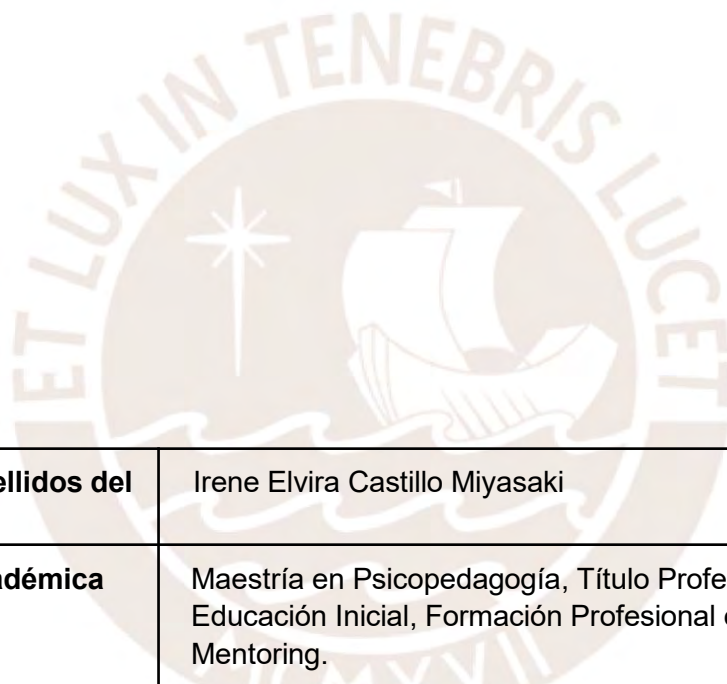 ET LUX IN TENEBRIS LUCET
ellidos del
Irene Elvira Castillo Miyasaki
adémica
Maestría en Psicopedagogía, Título Profe
Educación Inicial, Formación Profesional
Mentoring.